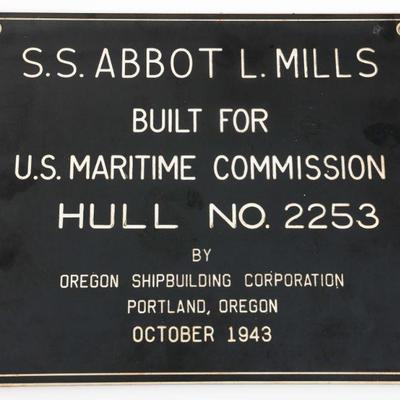 S.S. ABBOT L. MILLS
BUILT FOR
U.S. MARITIME COMMISSION
HULL NO. 2253
BY
OREGON SHIPBUILDING CORPORATION
PORTLAND, OREGON
OCTOBER 1943